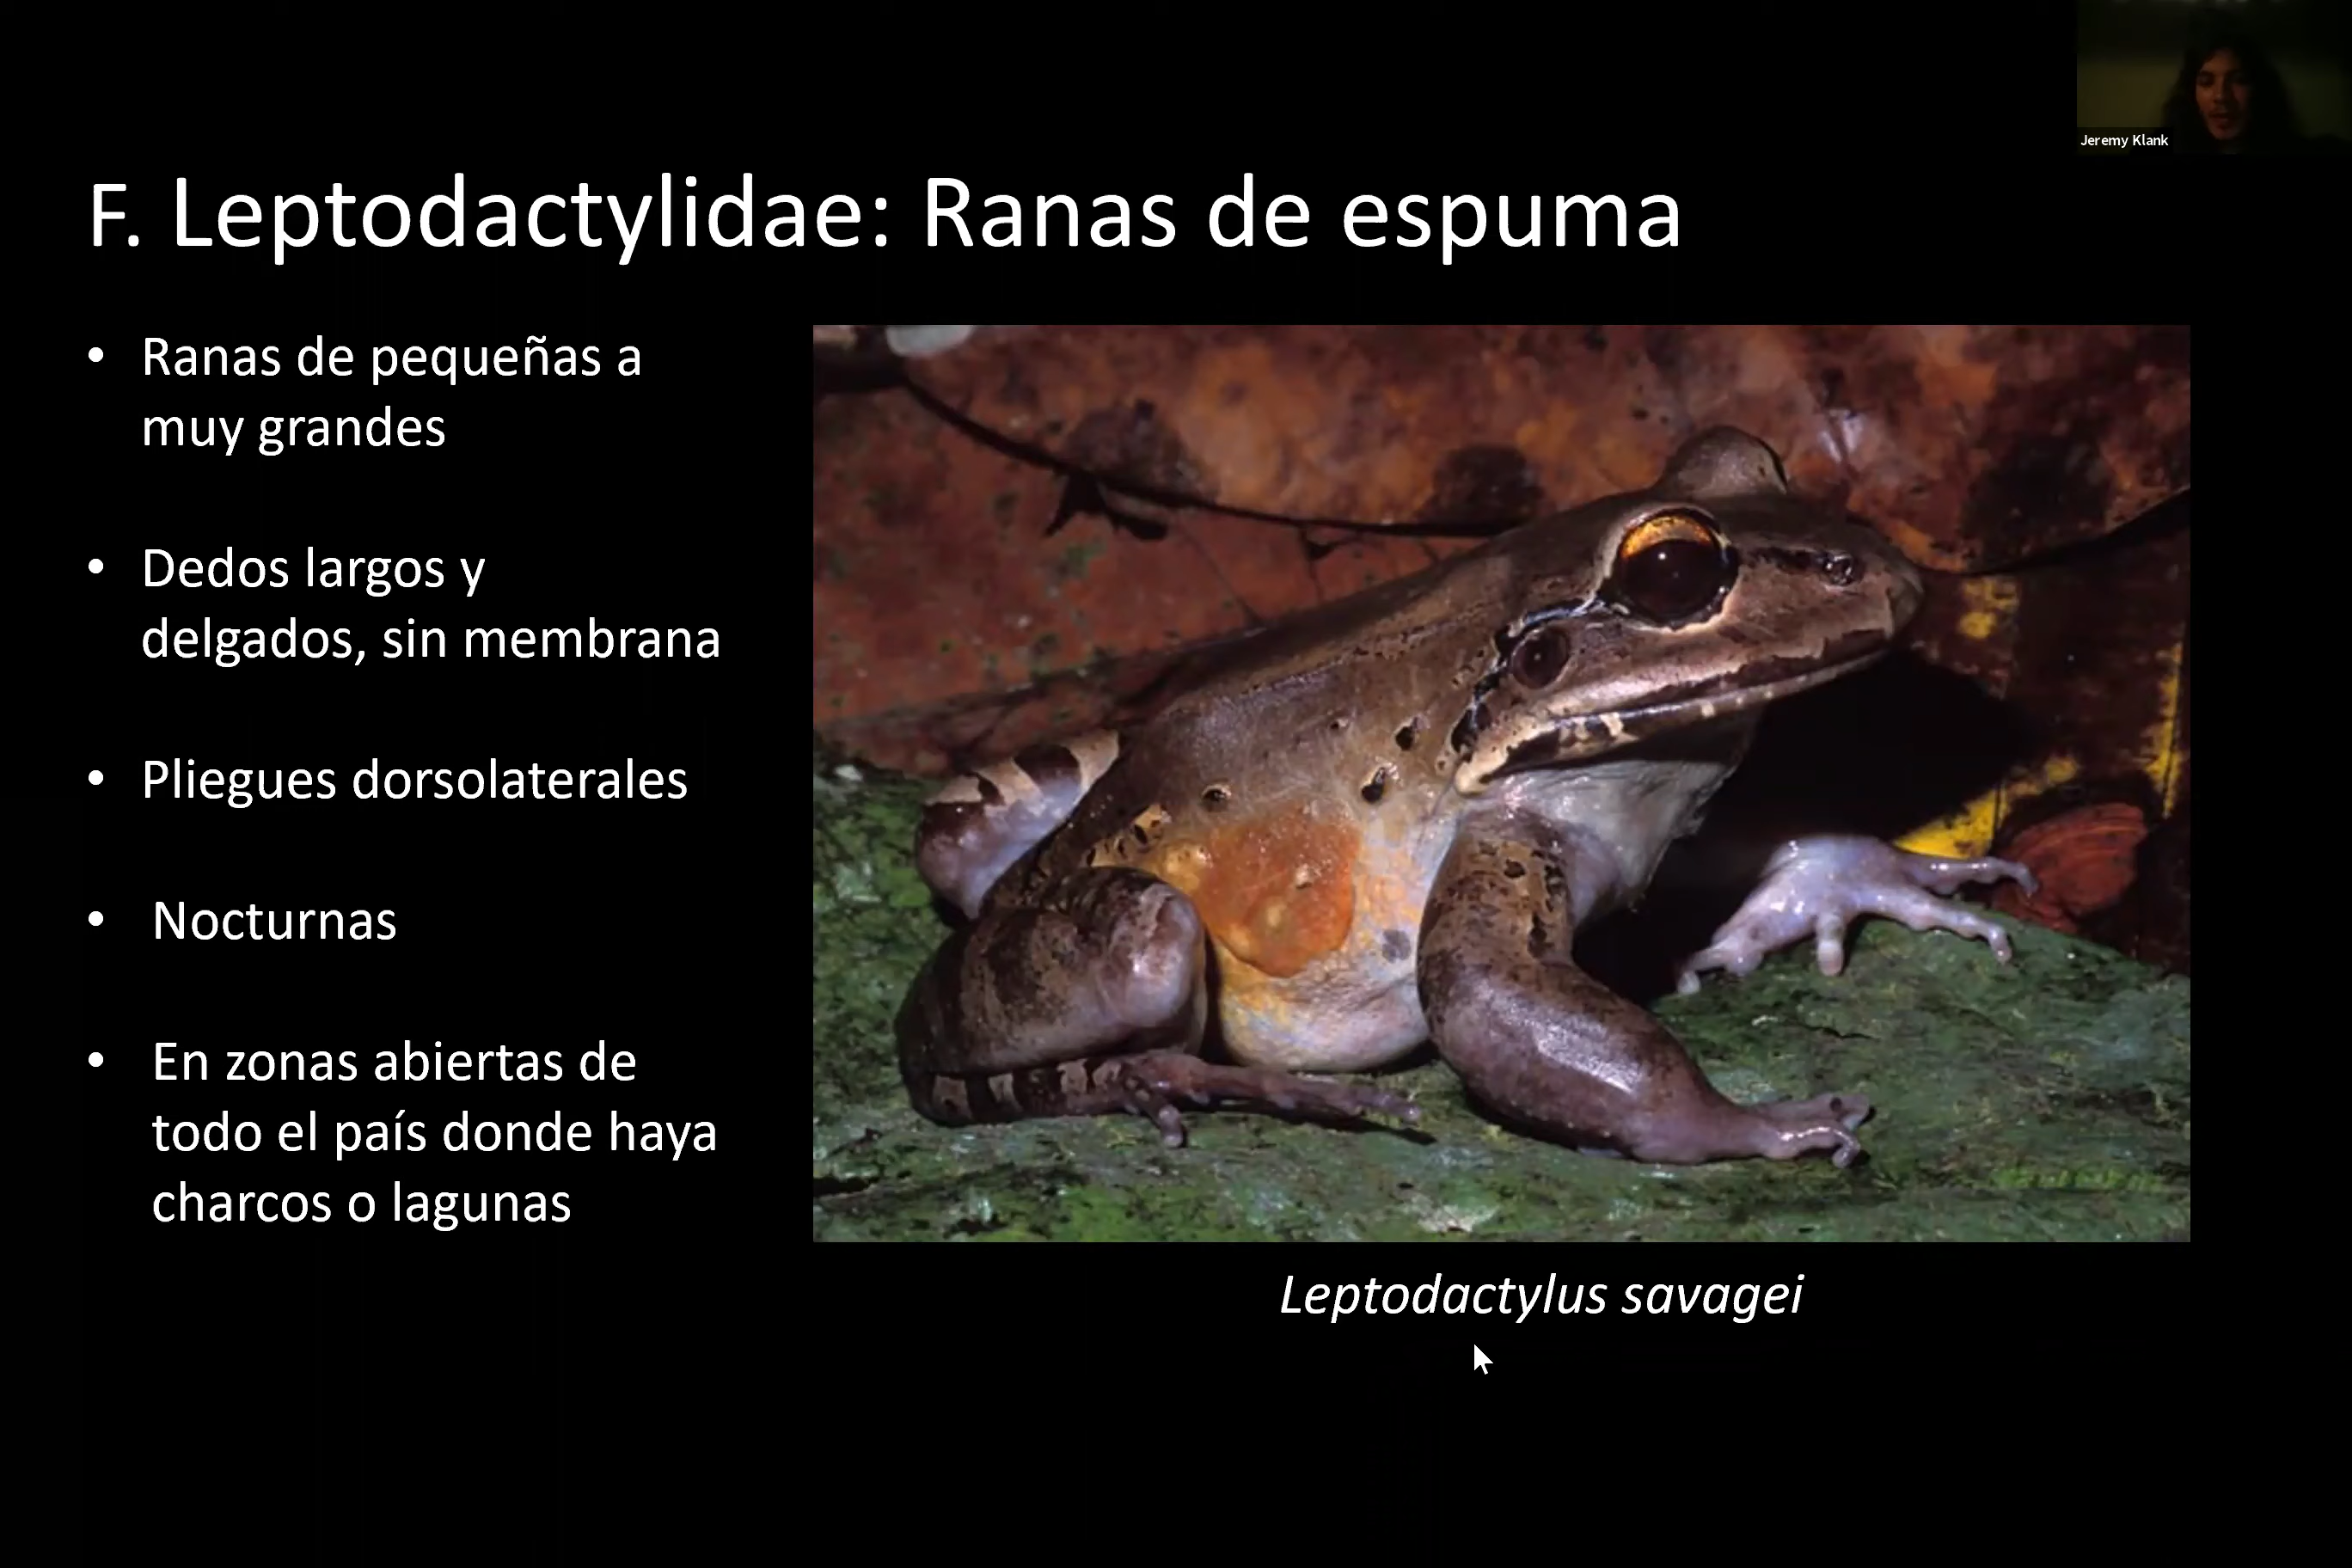 Jeremy Klank
F. Leptodactylidae: Ranas de espuma
• Ranas de pequeñas a
muy grandes
• Dedos largos y
delgados, sin membrana
• Pliegues dorsolaterales
• Nocturnas
• En zonas abiertas de
todo el país donde haya
charcos o lagunas
Leptodactylus savagei